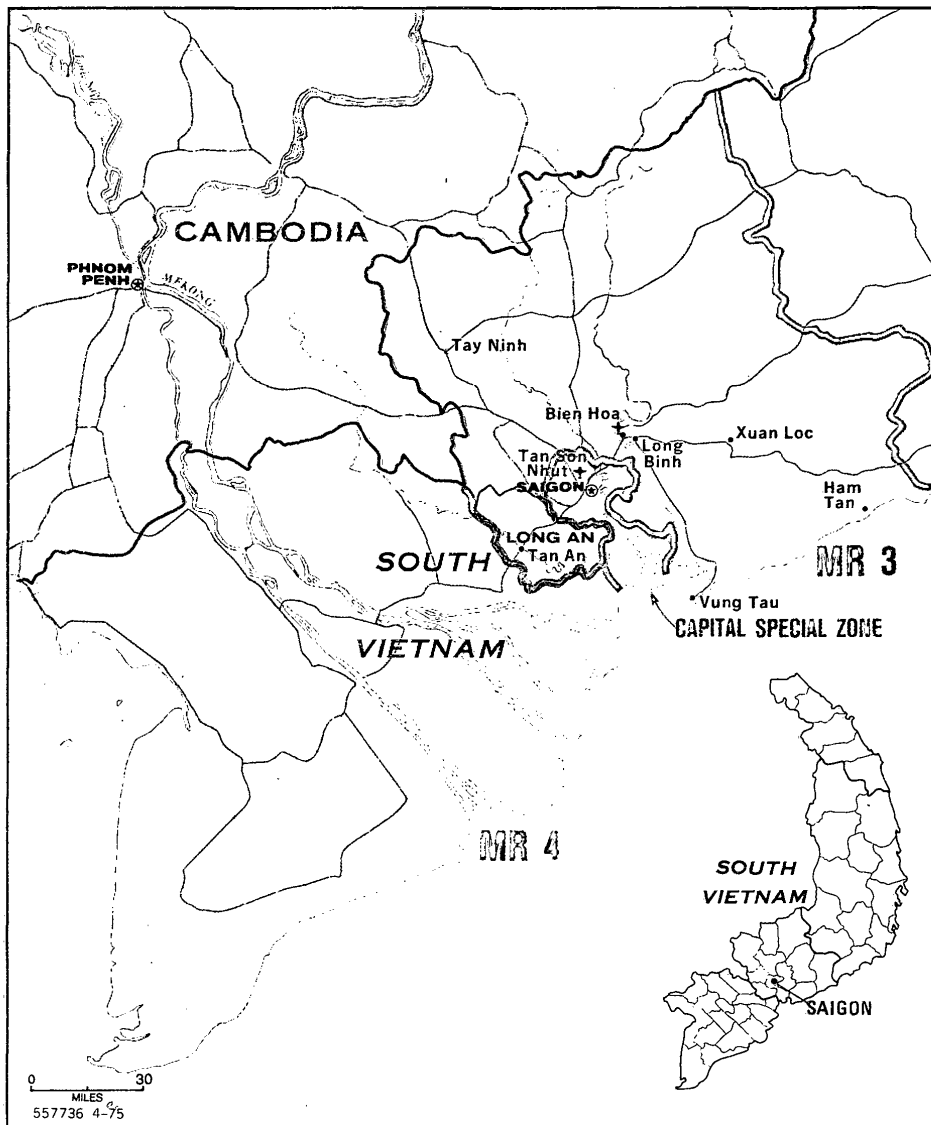 CAMBODIA
PHNOM
PENH
MEKONG
Tay Ninh
Bien Hoa
Xuan Loc
Long
Binh
Tan Son
Nhut
SAIGON
Ham
Tan
LONG AN
Tan An
SOUTH
VIETNAM
MR 3
Vung Tau
CAPITAL SPECIAL ZONE
MR 4
SOUTH
VIETNAM
SAIGON
0 30
MILES
557736 4-75